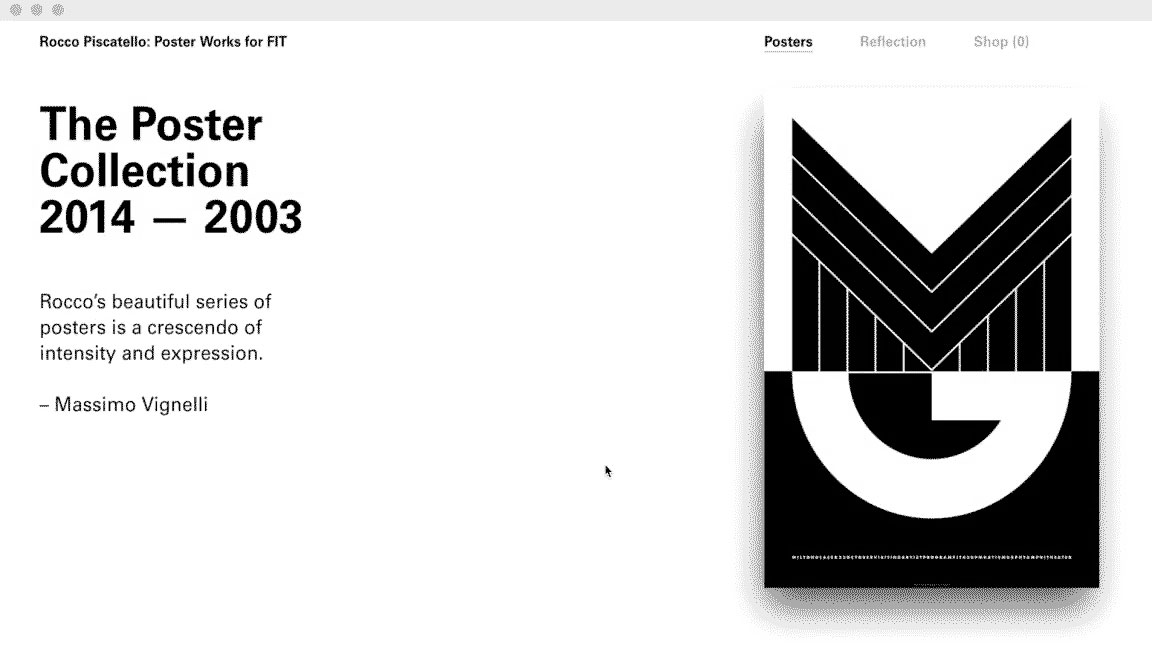 Rocco Piscatello: Poster Works for FIT
Posters
Reflection
Shop (0)
The Poster
Collection
2014 — 2003
Rocco’s beautiful series of
posters is a crescendo of
intensity and expression.
– Massimo Vignelli
MG